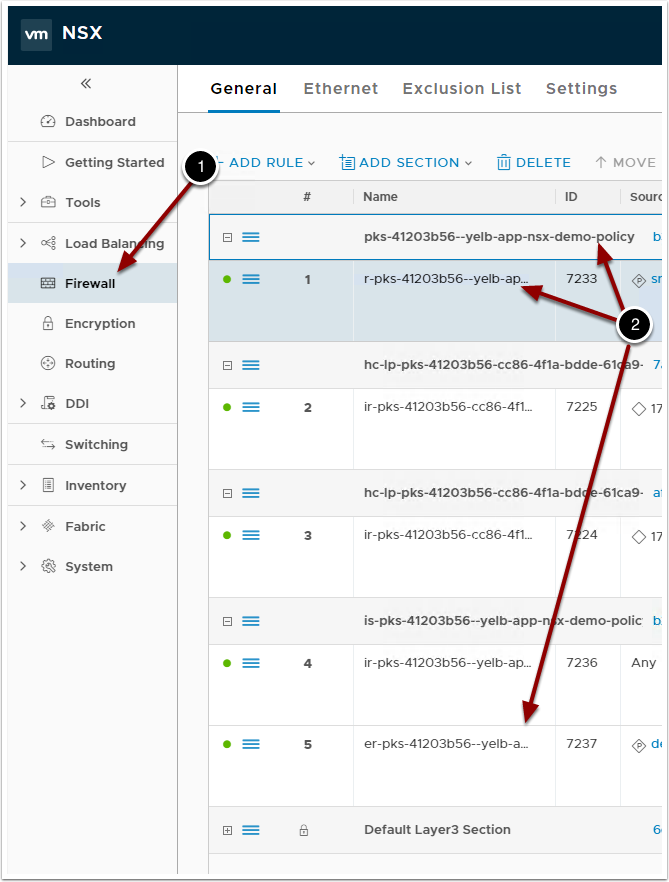 vm NSX
«
General Ethernet Exclusion List Settings
Dashboard
Getting Started
Tools
Load Balancing
Firewall
Encryption
Routing
DDI
Switching
Inventory
Fabric
System
1
ADD RULE ADD SECTION DELETE MOVE
# Name ID Sourc
pks-41203b56--yelb-app-nsx-demo-policy b
1 r-pks-41203b56--yelb-ap... 7233 sr
2
hc-lp-pks-41203b56-cc86-4f1a-bdde-61ca9- 7
2 ir-pks-41203b56-cc86-4f1... 7225 17
hc-lp-pks-41203b56-cc86-4f1a-bdde-61ca9- a
3 ir-pks-41203b56-cc86-4f1... 7224 17
is-pks-41203b56--yelb-app-nsx-demo-polic b
4 ir-pks-41203b56--yelb-ap... 7236 Any
5 er-pks-41203b56--yelb-a... 7237 de
Default Layer3 Section 6